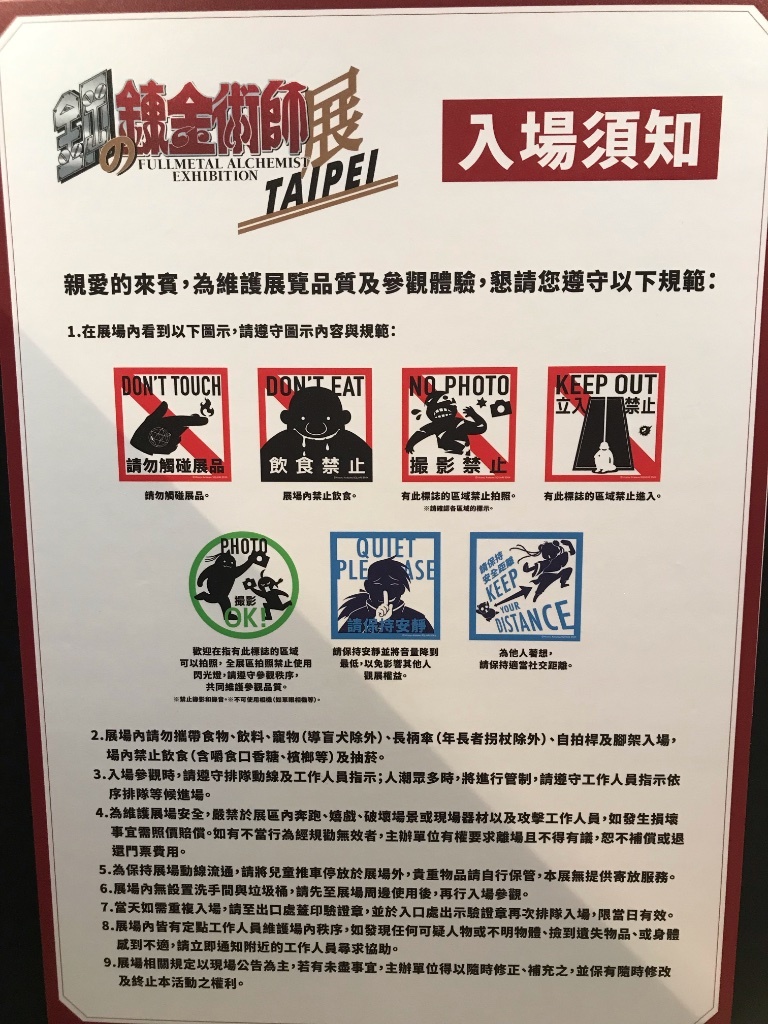 鋼の錬金術師展
FULLMETAL ALCHEMIST
EXHIBITION
TAIPEI
入場須知
親愛的來賓，為維護展覽品質及參觀體驗，懇請您遵守以下規範：
1.在展場內看到以下圖示，請遵守圖示內容與規範：
DON'T TOUCH
請勿觸碰展品
請勿觸碰展品。
DON'T EAT
飲食禁止
展場內禁止飲食。
NO PHOTO
撮影禁止
有此標誌的區域禁止拍照。
※請確認各區域的標示。
KEEP OUT
立入禁止
有此標誌的區域禁止進入。
PHOTO
撮影
OK!
歡迎在指有此標誌的區域
可以拍照，全展區拍照禁止使用
閃光燈，請遵守參觀秩序，
共同維護參觀品質。
※禁止錄影和錄音。※不可使用相機(如單眼相機等)。
QUIET
PLEASE
請保持安靜
請保持安靜並將音量降到
最低，以免影響其他人
觀展權益。
請保持
安全距離
KEEP
YOUR
DISTANCE
為他人著想，
請保持適當社交距離。
2.展場內請勿攜帶食物、飲料、寵物(導盲犬除外)、長柄傘(年長者拐杖除外)、自拍桿及腳架入場，
場內禁止飲食(含嚼食口香糖、檳榔等)及抽菸。
3.入場參觀時，請遵守排隊動線及工作人員指示；人潮眾多時，將進行管制，請遵守工作人員指示依
序排隊等候進場。
4.為維護展場安全，嚴禁於展區內奔跑、嬉戲、破壞場景或現場器材以及攻擊工作人員，如發生損壞
事宜需照價賠償。如有不當行為經規勸無效者，主辦單位有權要求離場且不得有議，恕不補償或退
還門票費用。
5.為保持展場動線流通，請將兒童推車停放於展場外，貴重物品請自行保管，本展無提供寄放服務。
6.展場內無設置洗手間與垃圾桶，請先至展場周邊使用後，再行入場參觀。
7.當天如需重複入場，請至出口處蓋印驗證章，並於入口處出示驗證章再次排隊入場，限當日有效。
8.展場內皆有定點工作人員維護場內秩序，如發現任何可疑人物或不明物體、撿到遺失物品、或身體
感到不適，請立即通知附近的工作人員尋求協助。
9.展場相關規定以現場公告為主，若有未盡事宜，主辦單位得以隨時修正、補充之，並保有隨時修改
及終止本活動之權利。